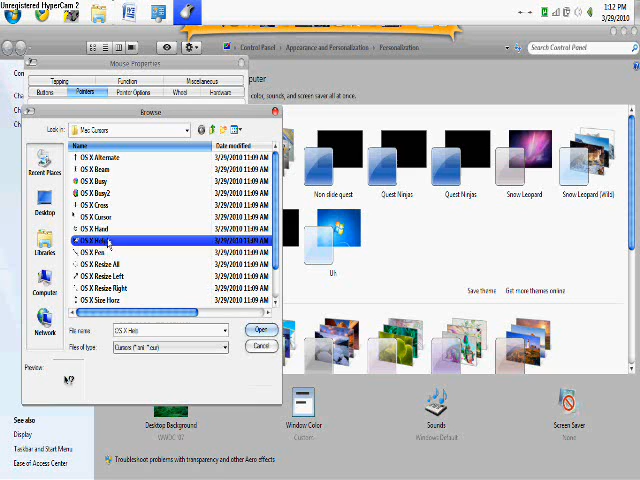 Unregistered HyperCam 2
1:12 PM
3/29/2010
Control Panel
Appearance and Personalization
Personalization
Search Control Panel
Mouse Properties
Tapping
Function
Miscellaneous
Buttons
Pointers
Pointer Options
Wheel
Hardware
color, sounds, and screen saver all at once.
Browse
Look in:
Mac Cursors
Name
Date modified
OS X Alternate
3/29/2010 11:09 AM
OS X Beam
3/29/2010 11:09 AM
OS X Busy
3/29/2010 11:09 AM
OS X Busy2
3/29/2010 11:09 AM
OS X Cross
3/29/2010 11:09 AM
OS X Cursor
3/29/2010 11:09 AM
OS X Hand
3/29/2010 11:09 AM
OS X Help
3/29/2010 11:09 AM
OS X Pen
3/29/2010 11:09 AM
OS X Resize All
3/29/2010 11:09 AM
OS X Resize Left
3/29/2010 11:09 AM
OS X Resize Right
3/29/2010 11:09 AM
OS X Size Horz
3/29/2010 11:09 AM
Recent Places
Desktop
Libraries
Computer
Network
File name:
OS X Help
Open
Files of type:
Cursors (*.ani *.cur)
Cancel
Preview:
Non slide quest
Quest Ninjas
Quest Ninjas
Snow Leopard
Snow Leopard (Wild)
Uh
Save theme
Get more themes online
See also
Display
Taskbar and Start Menu
Ease of Access Center
Desktop Background
WWDC '07
Window Color
Custom
Sounds
Windows Default
Screen Saver
None
Troubleshoot problems with transparency and other Aero effects